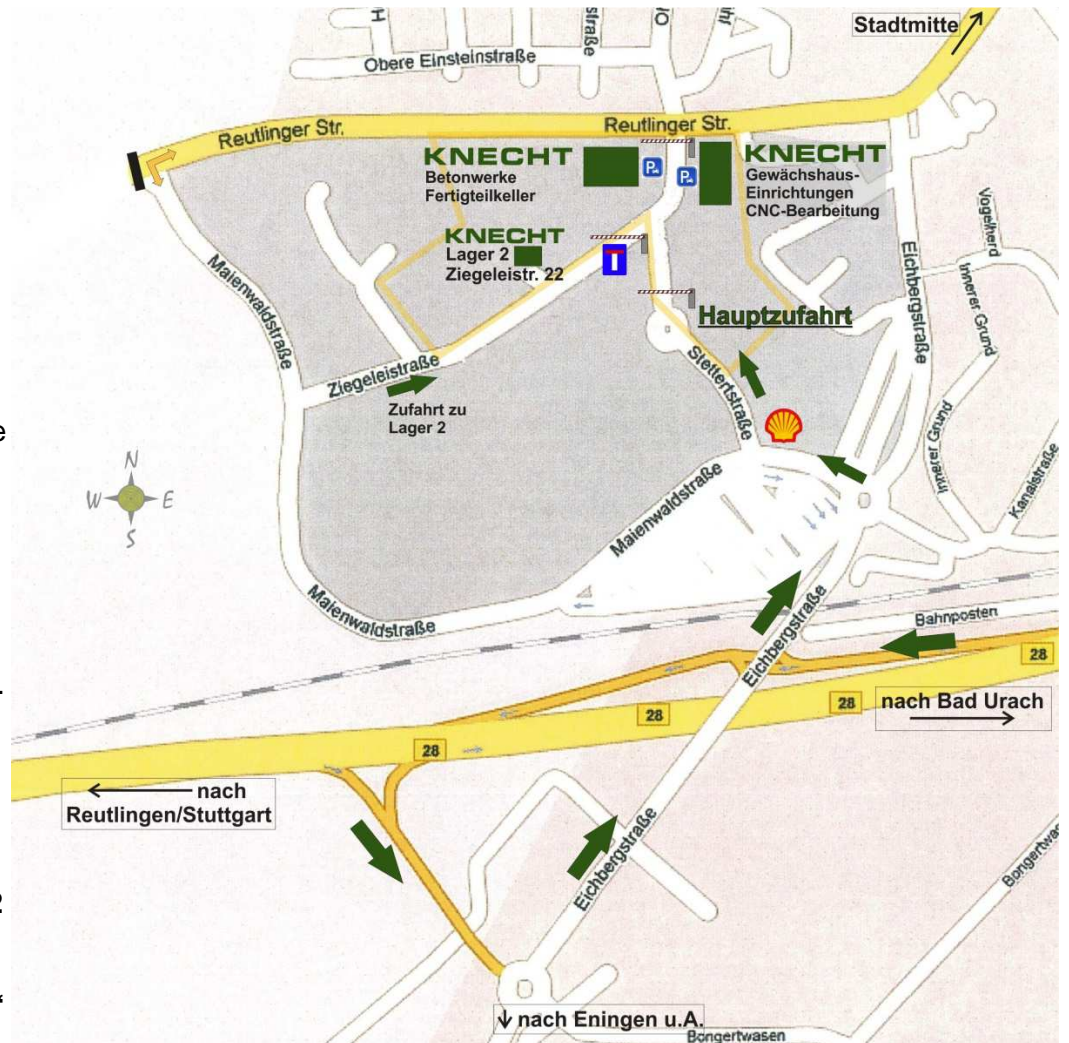 Stadtmitte
Obere Einsteinstraße
Reutlinger Str.
Reutlinger Str.
KNECHT
Betonwerke
Fertigteilkeller
P
P
KNECHT
Gewächshaus-
Einrichtungen
CNC-Bearbeitung
KNECHT
Lager 2
Ziegeleistr. 22
Vogelherd
Eichbergstraße
Innerer Grund
Maienwaldstraße
Hauptzufahrt
Ziegeleistraße
Stettertstraße
Zufahrt zu
Lager 2
Innerer Grund
Kanalstraße
N
W E
S
Maienwaldstraße
Maienwaldstraße
Bahnposten
Eichbergstraße
28
28
28
28
nach Bad Urach
nach
Reutlingen/Stuttgart
Eichbergstraße
nach Eningen u.A.
Bongertwasen